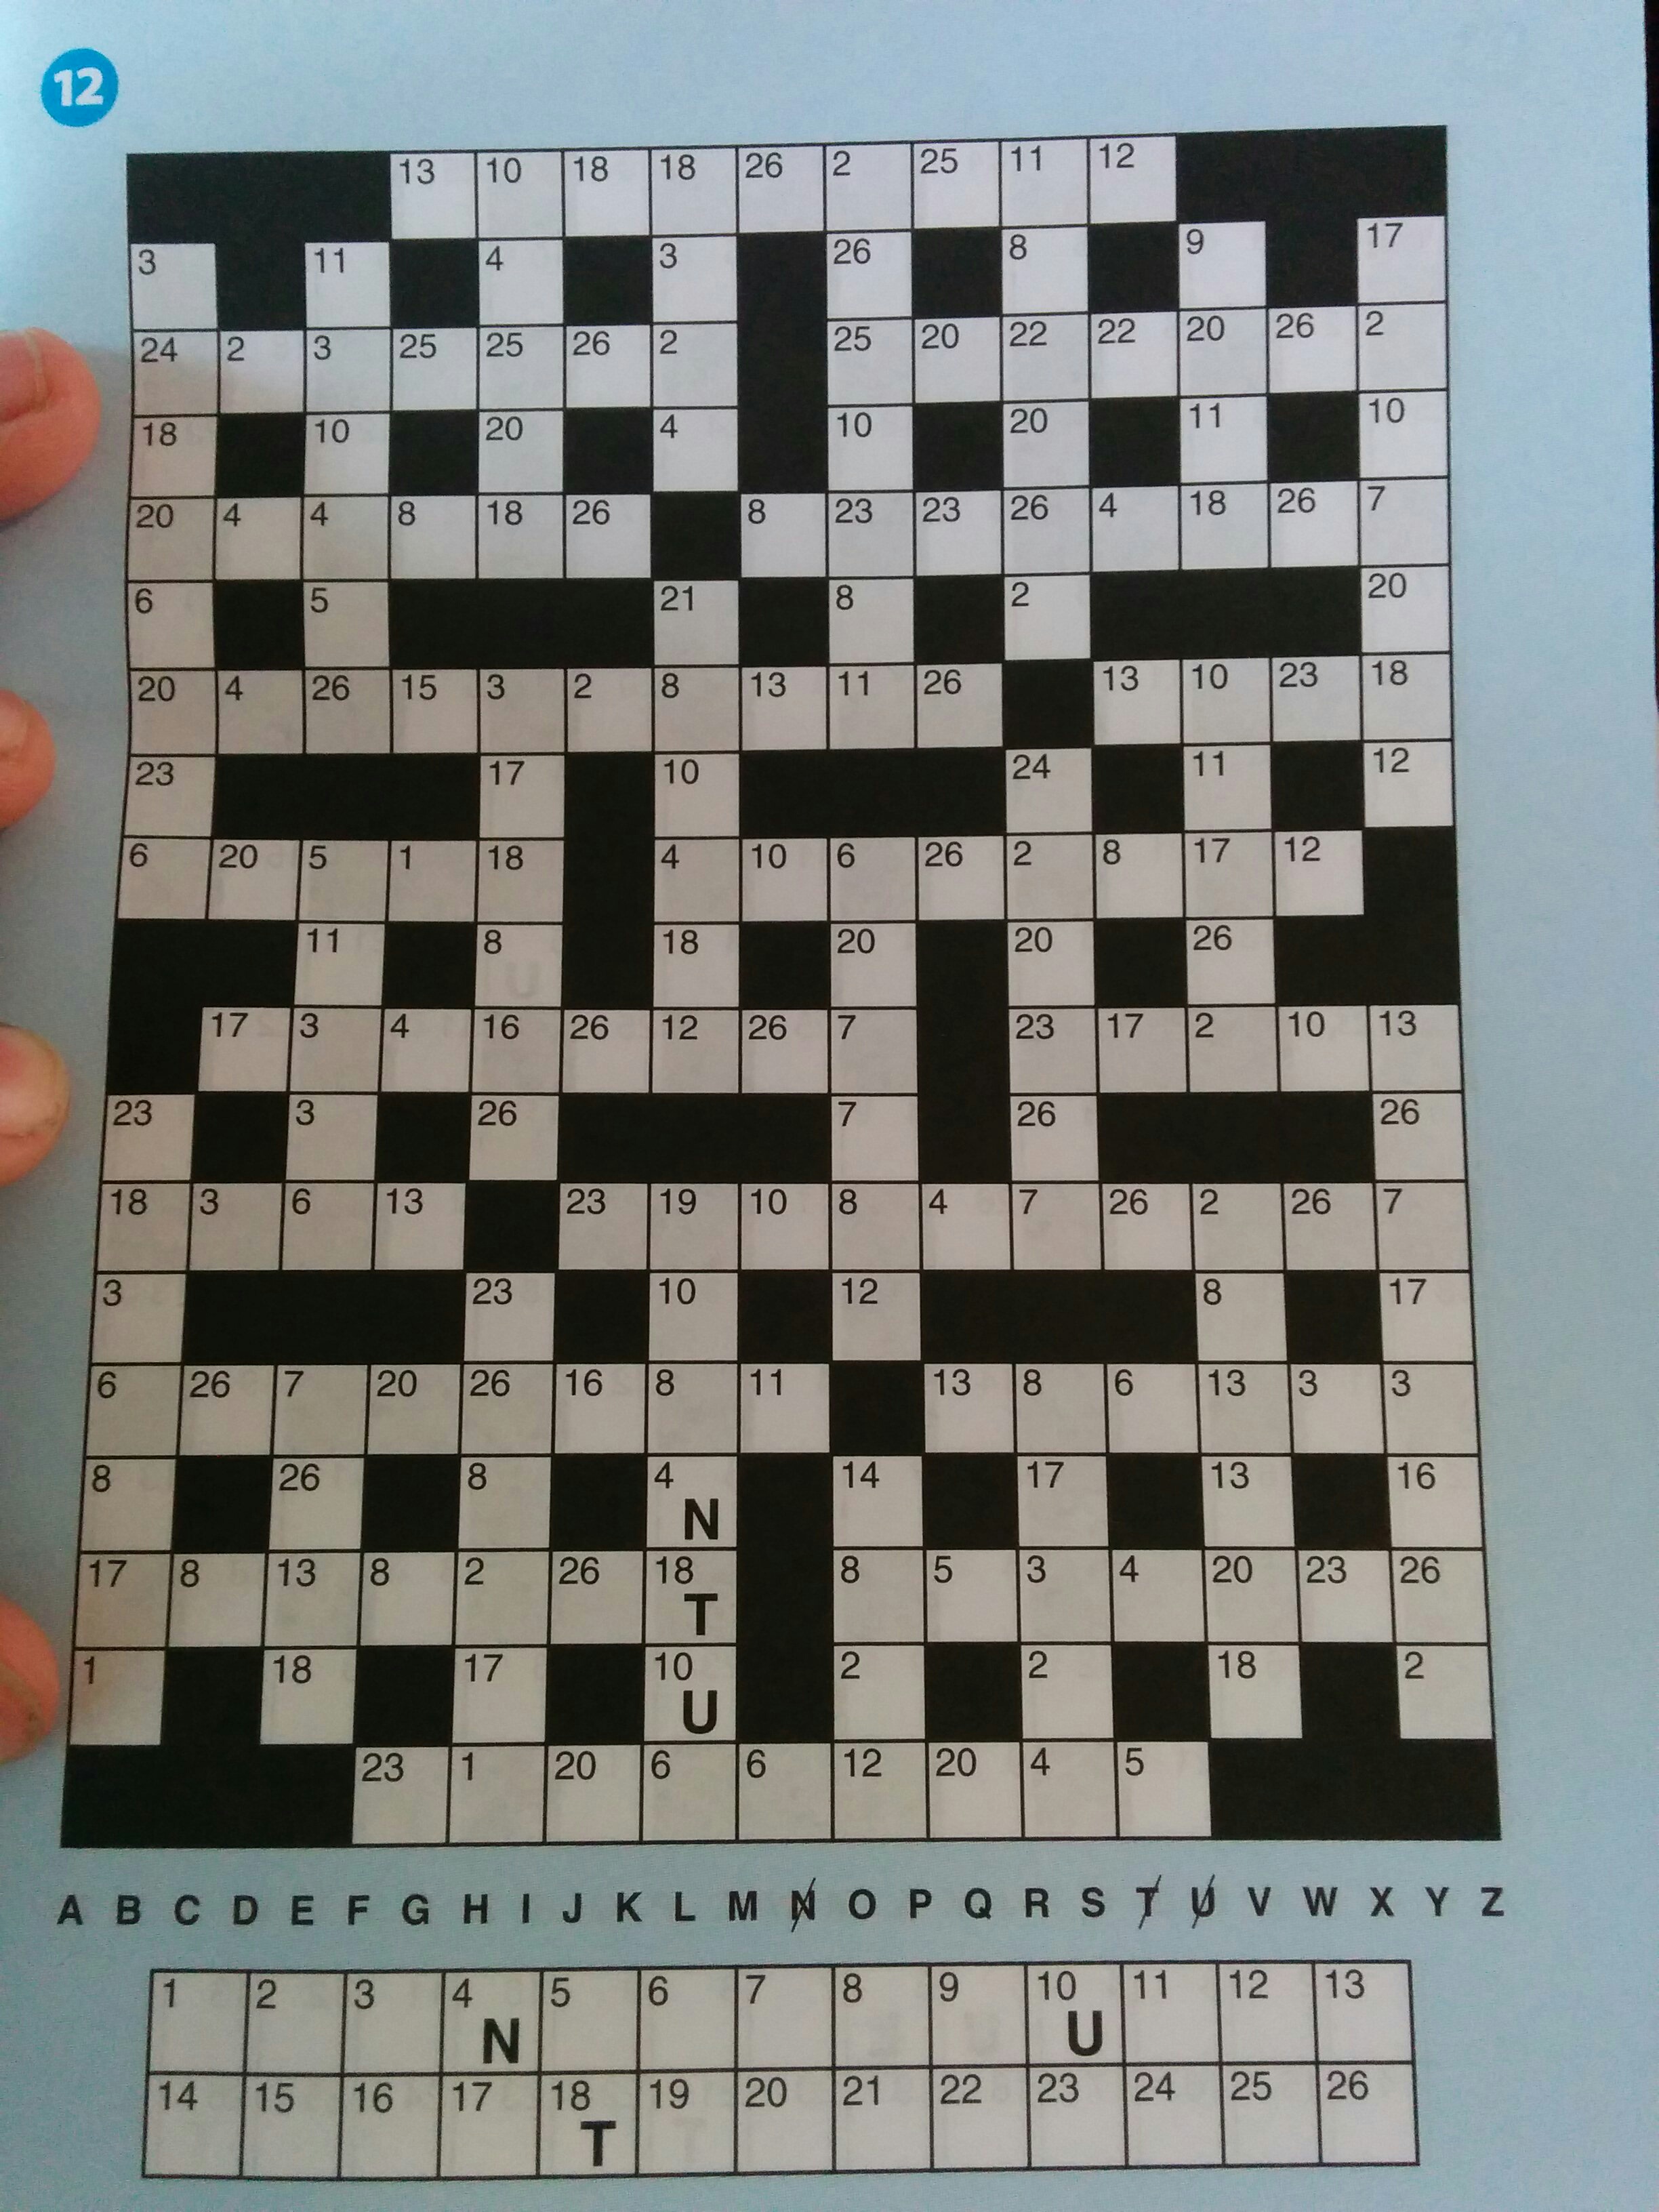 12
13 10 18 18 26 2 25 11 12
3 11 4 3 26 8 9 17
24 2 3 25 25 26 2 25 20 22 22 20 26 2
18 10 20 4 10 20 11 10
20 4 4 8 18 26 8 23 23 26 4 18 26 7
6 5 21 8 2 20
20 4 26 15 3 2 8 13 11 26 13 10 23 18
23 17 10 24 11 12
6 20 5 1 18 4 10 6 26 2 8 17 12
11 8 18 20 20 26
17 3 4 16 26 12 26 7 23 17 2 10 13
23 3 26 7 26 26
18 3 6 13 23 19 10 8 4 7 26 2 26 7
3 23 10 12 8 17
6 26 7 20 26 16 8 11 13 8 6 13 3 3
8 26 8 4 N 14 17 13 16
17 8 13 8 2 26 18 T 8 5 3 4 20 23 26
1 18 17 10 U 2 2 18 2
23 1 20 6 6 12 20 4 5
A B C D E F G H I J K L M N O P Q R S T U V W X Y Z
1 2 3 4 N 5 6 7 8 9 10 U 11 12 13
14 15 16 17 18 T 19 20 21 22 23 24 25 26